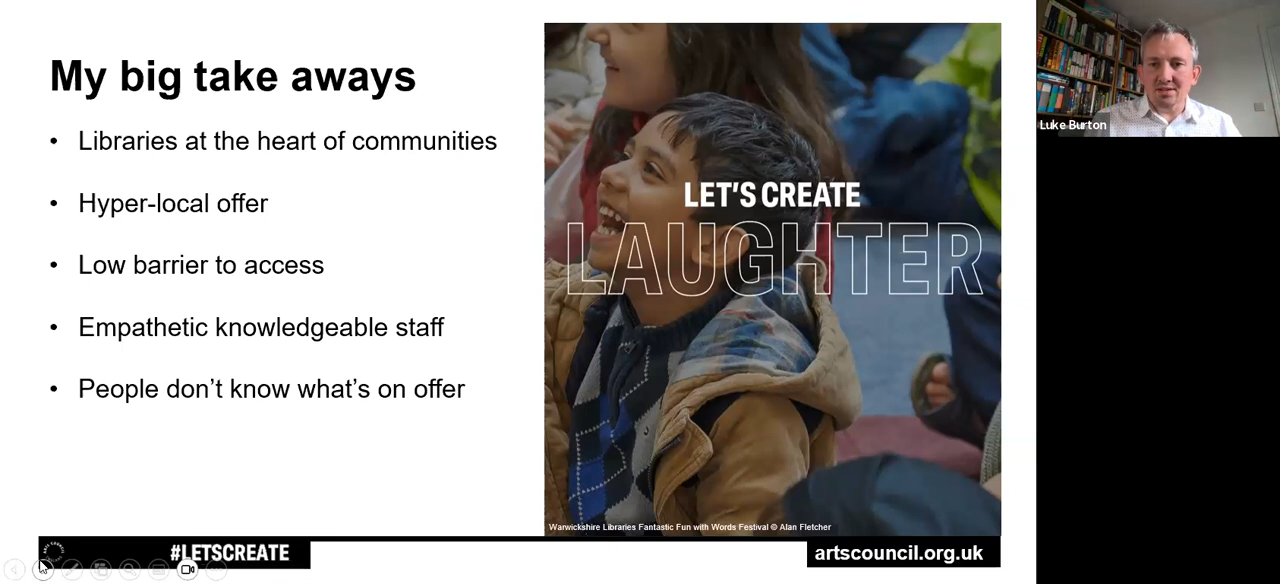 My big take aways
• Libraries at the heart of communities
• Hyper-local offer
• Low barrier to access
• Empathetic knowledgeable staff
• People don’t know what’s on offer
LET’S CREATE
LAUGHTER
Warwickshire Libraries Fantastic Fun with Words Festival © Alan Fletcher
#LETSCREATE
artscouncil.org.uk
Luke Burton